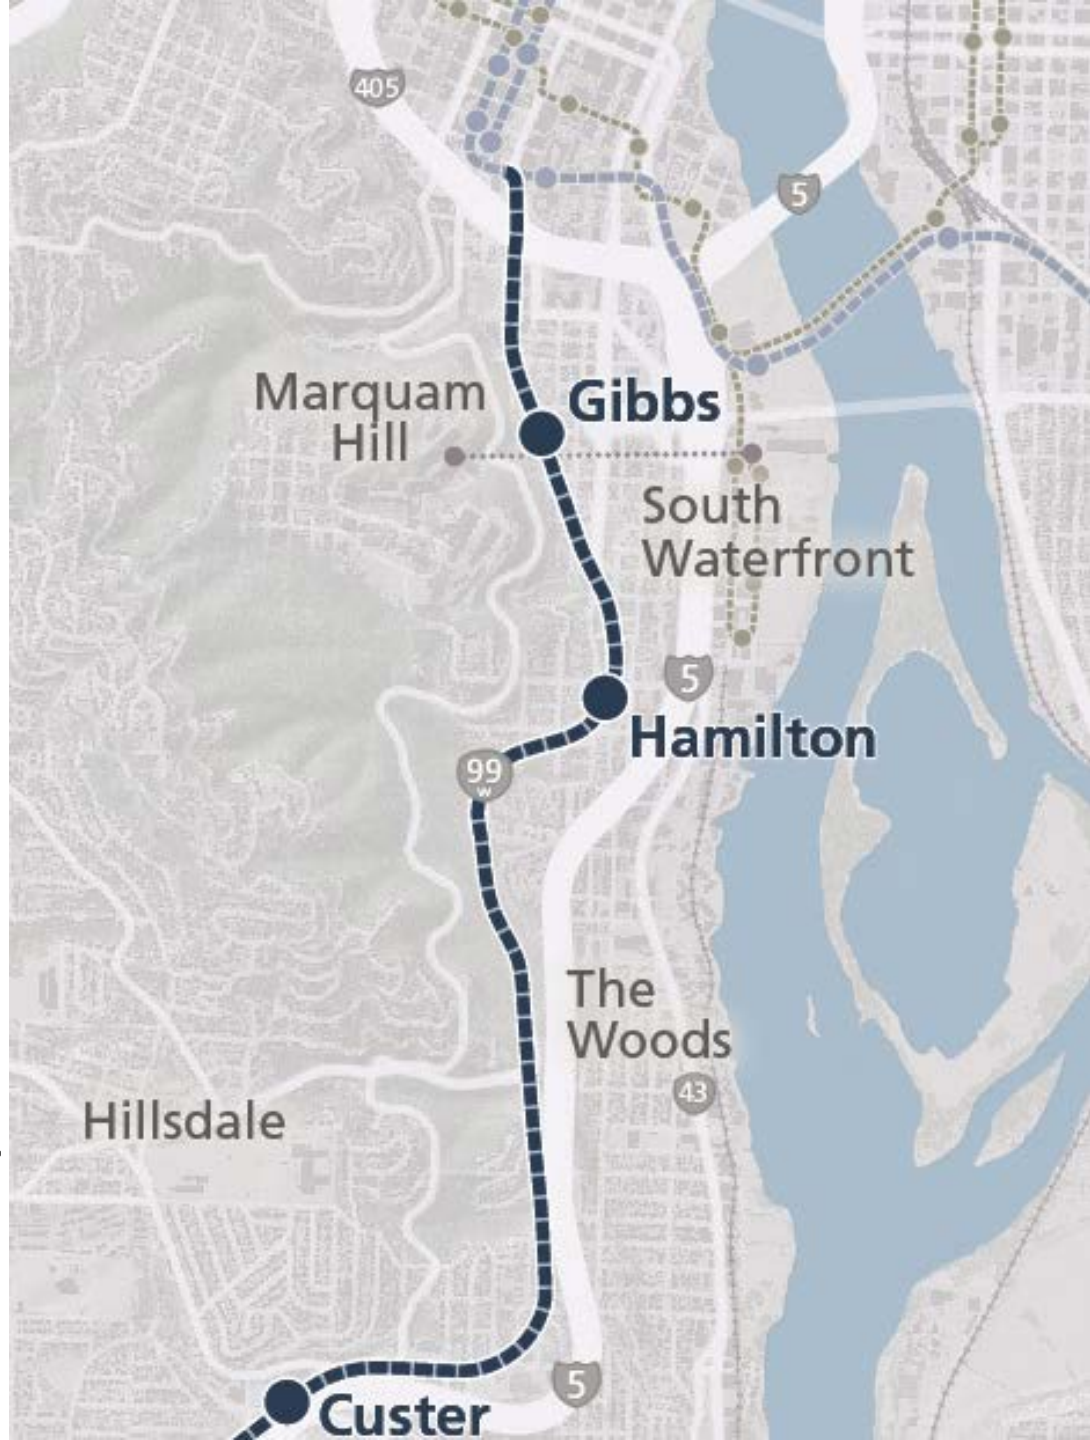 405
5
Marquam
Hill
Gibbs
South
Waterfront
5
Hamilton
99
W
The
Woods
43
Hillsdale
5
Custer